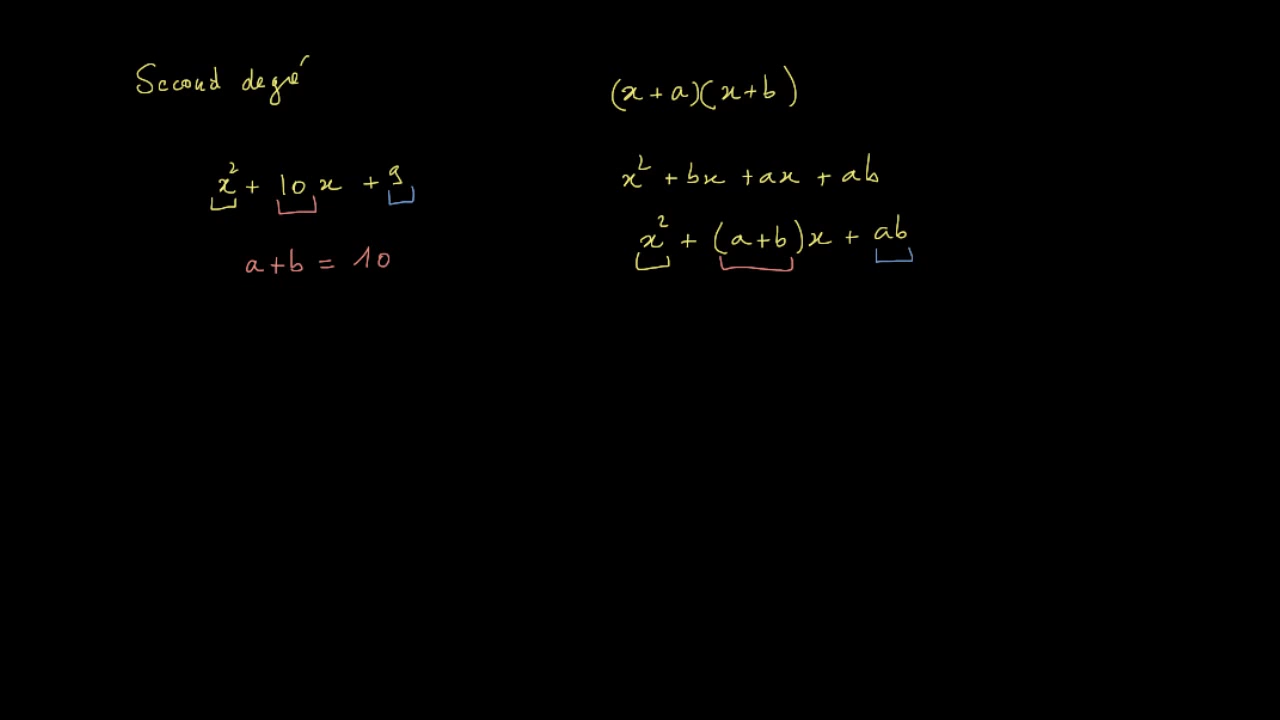 Second degré
x² + 10x + 9
a+b = 10
(x+a)(x+b)
x² + bx + ax + ab
x² + (a+b)x + ab